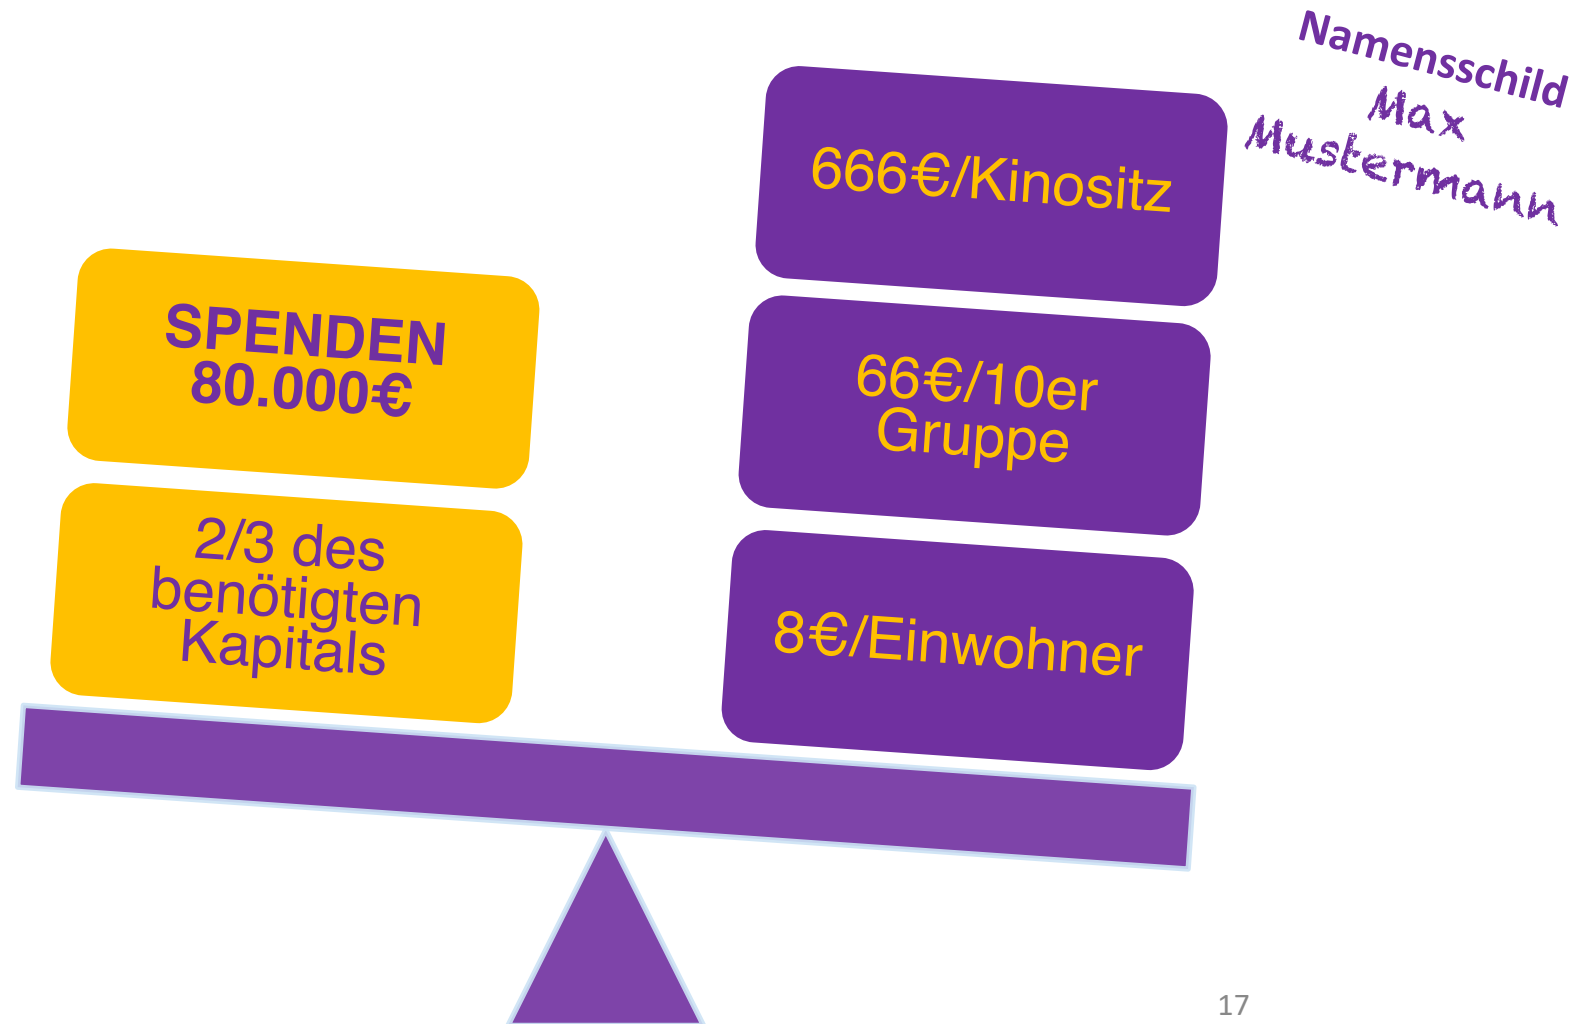 Namensschild
Max
Mustermann
SPENDEN
80.000€
2/3 des
benötigten
Kapitals
666€/Kinositz
66€/10er
Gruppe
8€/Einwohner
17